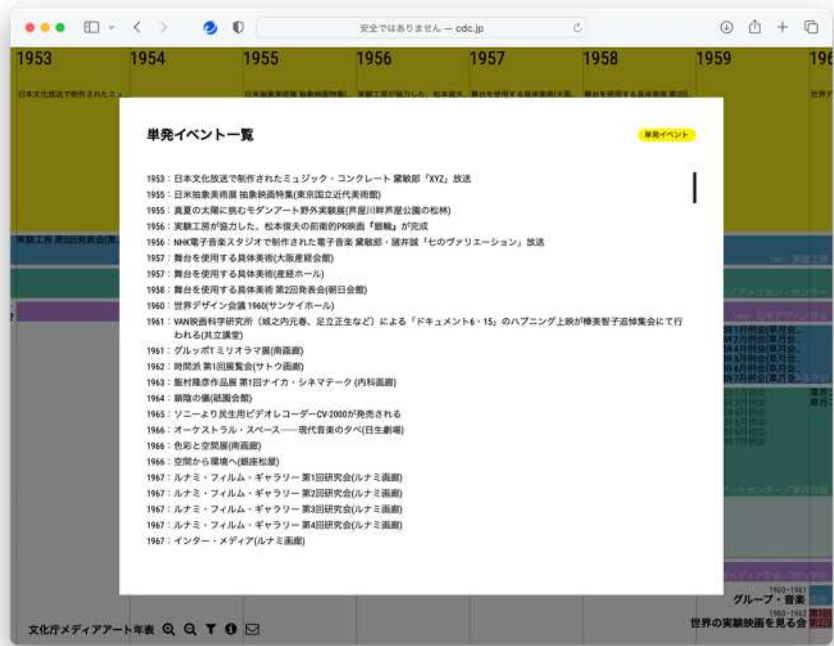 安全ではありません — cdc.jp
1953
1954
1955
1956
1957
1958
1959
196
日本文化放送で制作されたミュ...
単発イベント一覧
単発イベント
1953：日本文化放送で制作されたミュジック・コンクレート 黛敏郎「XYZ」放送
1955：日米抽象美術展 抽象映画特集(東京国立近代美術館)
1955：真夏の太陽に挑むモダンアート野外実験展(芦屋川畔芦屋公園の松林)
1956：実験工房が協力した、松本俊夫の前衛的PR映画『銀輪』が完成
1956：NHK電子音楽スタジオで制作された電子音楽 黛敏郎・諸井誠「七のヴァリエーション」放送
1957：舞台を使用する具体美術(大阪産経会館)
1957：舞台を使用する具体美術(産経ホール)
1958：舞台を使用する具体美術 第2回発表会(朝日会館)
1960：世界デザイン会議 1960(サンケイホール)
1961：VAN映画科学研究所（城之内元春、足立正生など）による「ドキュメント6・15」のハプニング上映が樺美智子追悼集会にて行
われる(共立講堂)
1961：グルッポT ミリオラマ展(南画廊)
1962：時間派 第1回展覧会(サトウ画廊)
1963：飯村隆彦作品展 第1回ナイカ・シネマテーク (内科画廊)
1964：鎖陰の儀(祇園会館)
1965：ソニーより民生用ビデオレコーダーCV-2000が発売される
1966：オーケストラル・スペース――現代音楽の夕べ(日生劇場)
1966：色彩と空間展(南画廊)
1966：空間から環境へ(銀座松屋)
1967：ルナミ・フィルム・ギャラリー 第1回研究会(ルナミ画廊)
1967：ルナミ・フィルム・ギャラリー 第2回研究会(ルナミ画廊)
1967：ルナミ・フィルム・ギャラリー 第3回研究会(ルナミ画廊)
1967：ルナミ・フィルム・ギャラリー 第4回研究会(ルナミ画廊)
1967：インター・メディア(ルナミ画廊)
1960-1961
グループ・音楽
1960-1962
世界の実験映画を見る会
文化庁メディアアート年表